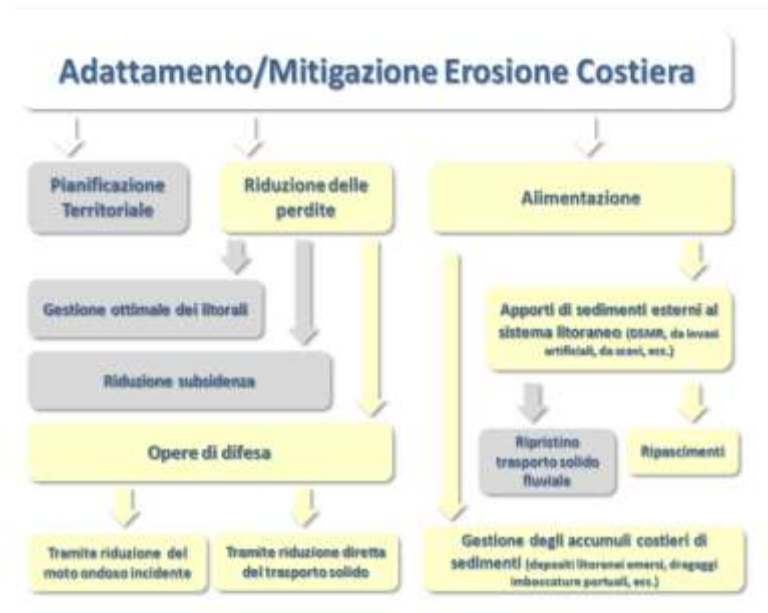 Adattamento/Mitigazione Erosione Costiera
Pianificazione
Territoriale
Riduzione delle
perdite
Alimentazione
Gestione ottimale dei litorali
Apporti di sedimenti esterni al
sistema litoraneo (DSMR, da invasi
artificiali, da scavi, ecc.)
Riduzione subsidenza
Opere di difesa
Ripristino
trasporto solido
fluviale
Ripascimenti
Tramite riduzione del
moto ondoso incidente
Tramite riduzione diretta
del trasporto solido
Gestione degli accumuli costieri di
sedimenti (depositi litoranei emersi, dragaggi
imboccature portuali, ecc.)